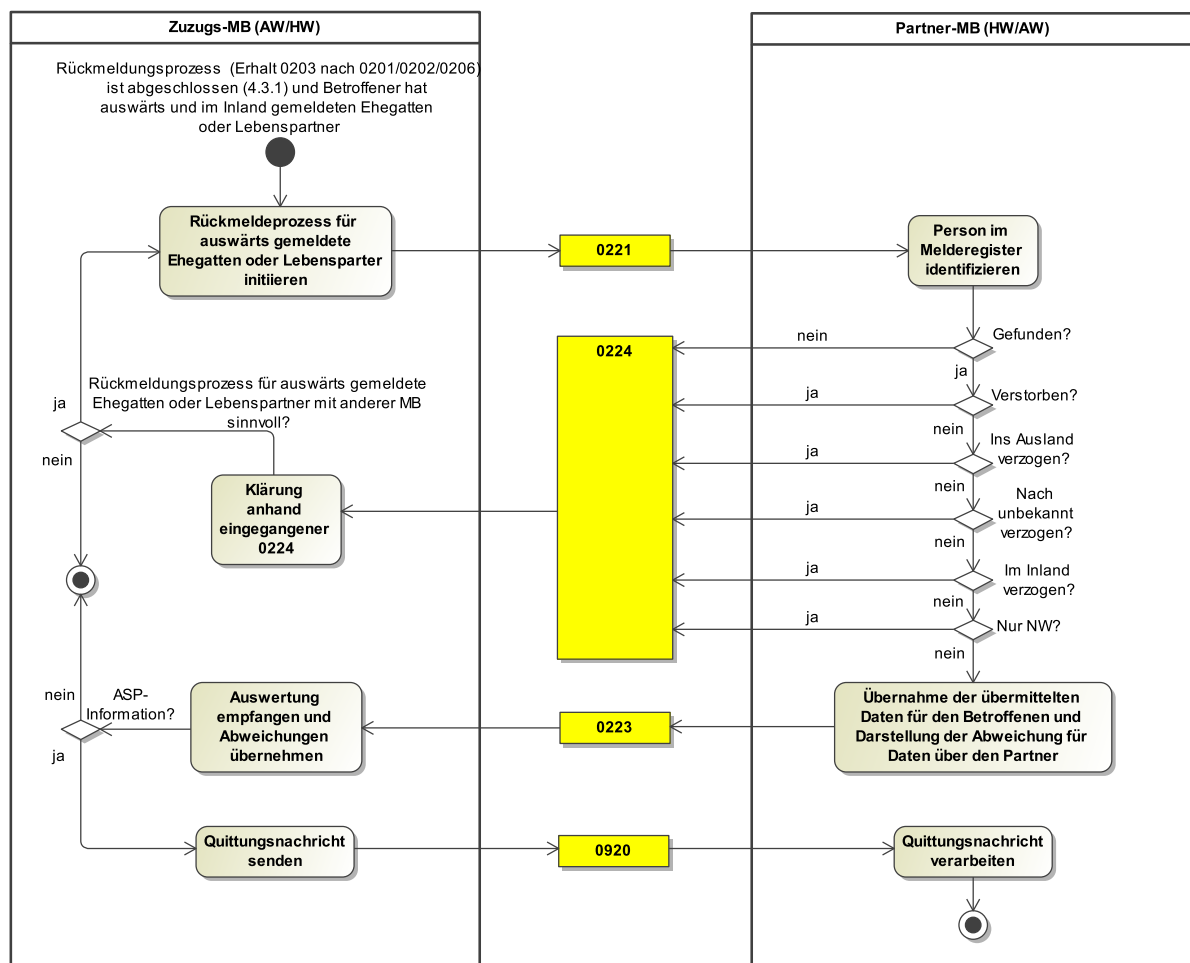 Zuzugs-MB (AW/HW)
Partner-MB (HW/AW)
Rückmeldungsprozess (Erhalt 0203 nach 0201/0202/0206)
ist abgeschlossen (4.3.1) und Betroffener hat
auswärts und im Inland gemeldeten Ehegatten
oder Lebenspartner
Rückmeldeprozess für
auswärts gemeldete
Ehegatten oder Lebensparter
initiieren
0221
Person im
Melderegister
identifizieren
Gefunden?
nein
ja
0224
Verstorben?
ja
nein
Ins Ausland
verzogen?
ja
nein
Nach
unbekannt
verzogen?
ja
nein
Im Inland
verzogen?
ja
nein
Nur NW?
ja
nein
Rückmeldungsprozess für auswärts gemeldete
Ehegatten oder Lebenspartner mit anderer MB
sinnvoll?
ja
nein
Klärung
anhand
eingegangener
0224
Übernahme der übermittelten
Daten für den Betroffenen und
Darstellung der Abweichung für
Daten über den Partner
0223
Auswertung
empfangen und
Abweichungen
übernehmen
ASP-
Information?
nein
ja
Quittungsnachricht
senden
0920
Quittungsnachricht
verarbeiten